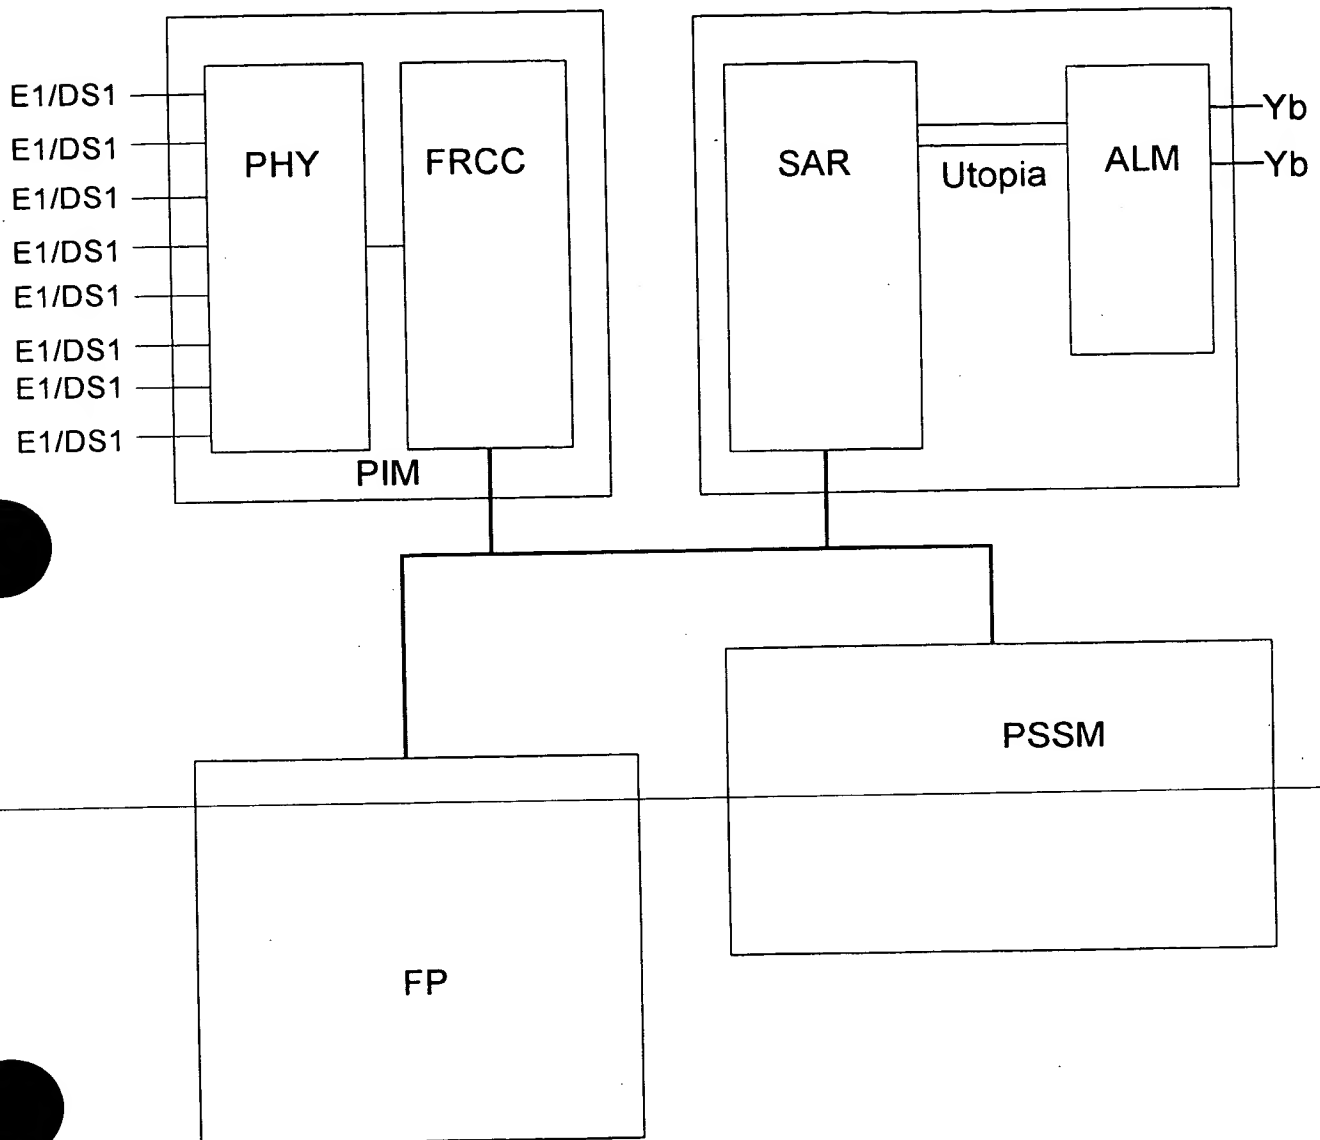 E1/DS1
E1/DS1
E1/DS1
E1/DS1
E1/DS1
E1/DS1
E1/DS1
E1/DS1
PHY
FRCC
PIM
SAR
Utopia
ALM
Yb
Yb
PSSM
FP